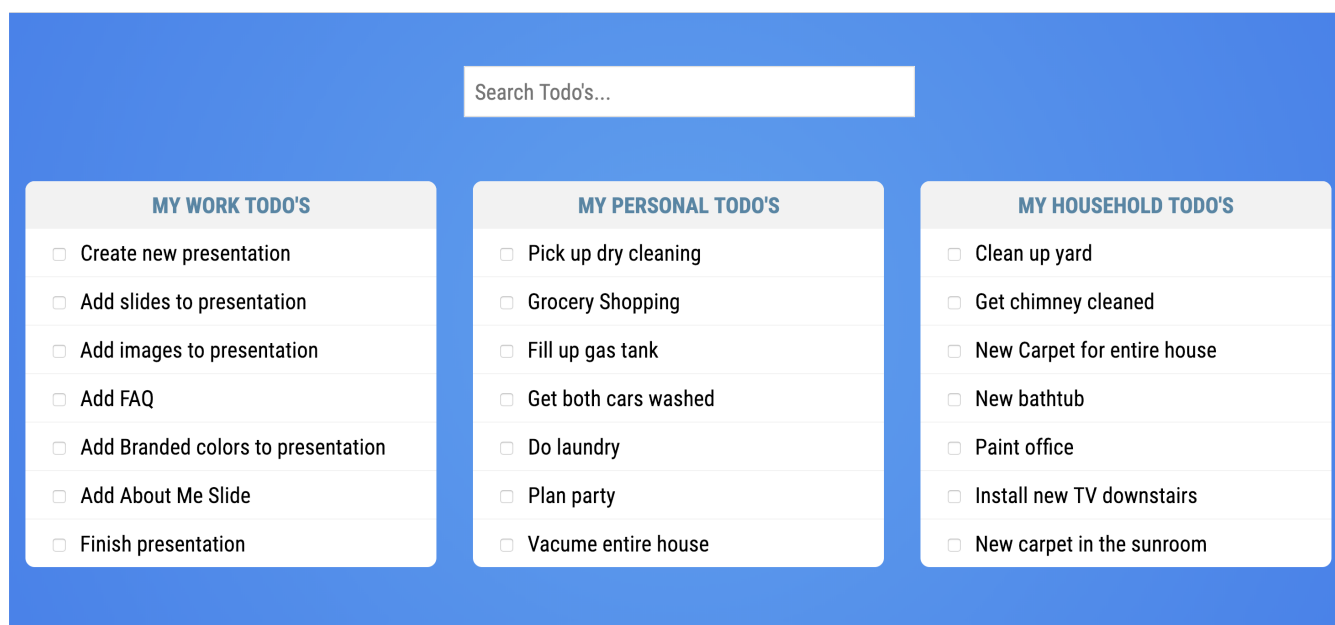 Search Todo's...
MY WORK TODO'S
Create new presentation
Add slides to presentation
Add images to presentation
Add FAQ
Add Branded colors to presentation
Add About Me Slide
Finish presentation
MY PERSONAL TODO'S
Pick up dry cleaning
Grocery Shopping
Fill up gas tank
Get both cars washed
Do laundry
Plan party
Vacume entire house
MY HOUSEHOLD TODO'S
Clean up yard
Get chimney cleaned
New Carpet for entire house
New bathtub
Paint office
Install new TV downstairs
New carpet in the sunroom